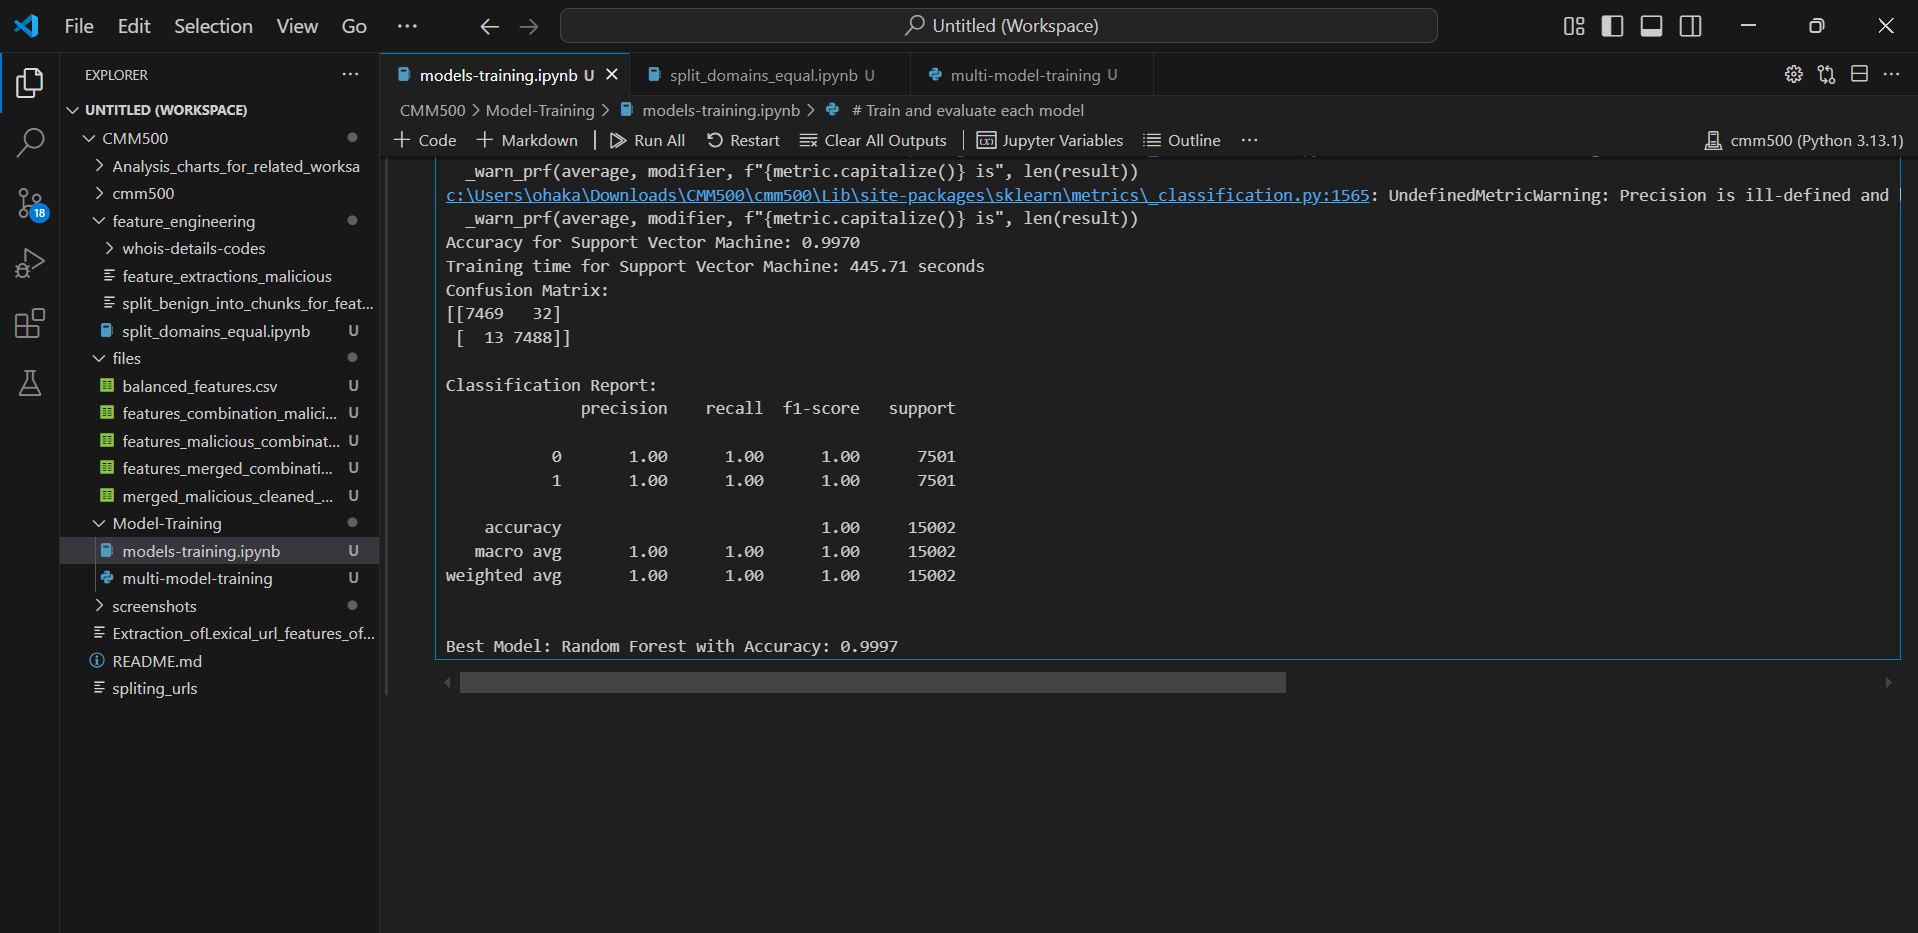 File Edit Selection View Go ··· Untitled (Workspace)
EXPLORER ···
UNTITLED (WORKSPACE)
CMM500
Analysis_charts_for_related_worksa
cmm500
feature_engineering
whois-details-codes
feature_extractions_malicious
split_benign_into_chunks_for_feat...
split_domains_equal.ipynb U
files
balanced_features.csv U
features_combination_malici... U
features_malicious_combinat... U
features_merged_combinati... U
merged_malicious_cleaned_... U
Model-Training
models-training.ipynb U
multi-model-training U
screenshots
Extraction_ofLexical_url_features_of...
README.md
spliting_urls
18
models-training.ipynb U split_domains_equal.ipynb U multi-model-training U
CMM500 > Model-Training > models-training.ipynb > # Train and evaluate each model
+ Code + Markdown | Run All Restart Clear All Outputs | Jupyter Variables Outline ··· cmm500 (Python 3.13.1)
_warn_prf(average, modifier, f"{metric.capitalize()} is", len(result))
c:\Users\ohaka\Downloads\CMM500\cmm500\Lib\site-packages\sklearn\metrics\_classification.py:1565: UndefinedMetricWarning: Precision is ill-defined and
_warn_prf(average, modifier, f"{metric.capitalize()} is", len(result))
Accuracy for Support Vector Machine: 0.9970
Training time for Support Vector Machine: 445.71 seconds
Confusion Matrix:
[[7469   32]
 [  13 7488]]
Classification Report:
precision recall f1-score support
0 1.00 1.00 1.00 7501
1 1.00 1.00 1.00 7501
accuracy 1.00 15002
macro avg 1.00 1.00 1.00 15002
weighted avg 1.00 1.00 1.00 15002
Best Model: Random Forest with Accuracy: 0.9997